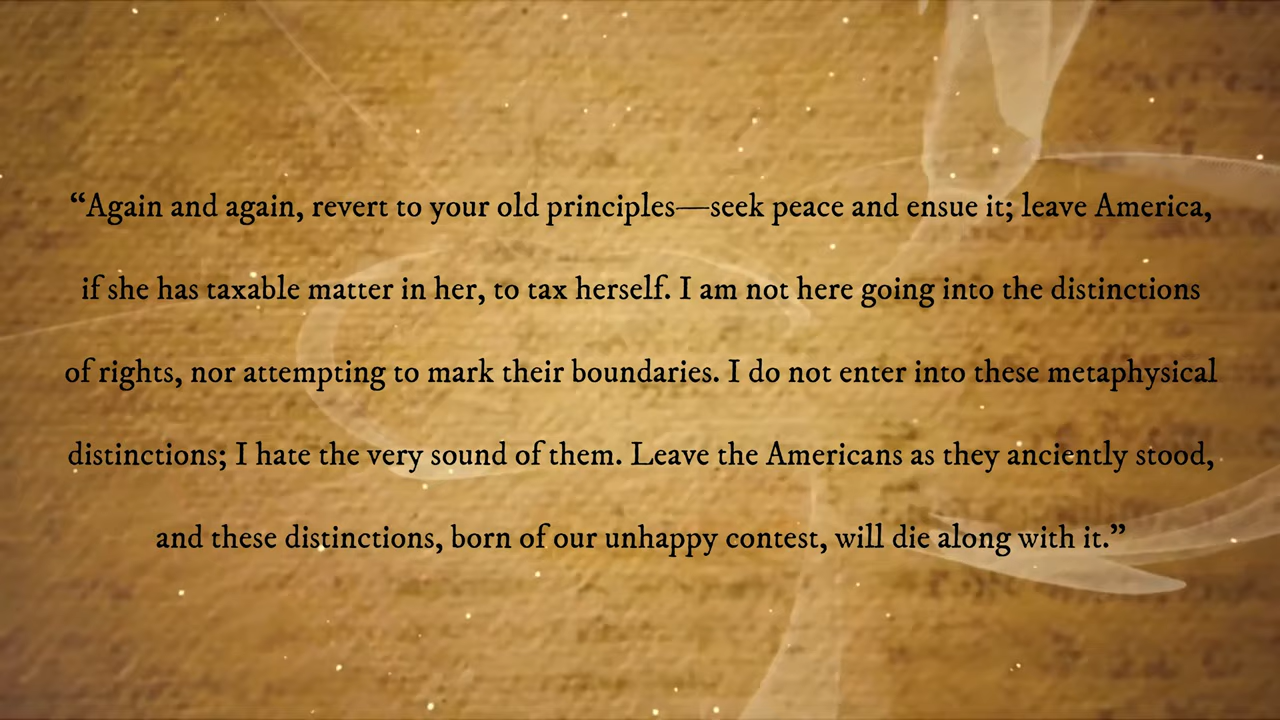 “Again and again, revert to your old principles—seek peace and ensue it; leave America,
if she has taxable matter in her, to tax herself. I am not here going into the distinctions
of rights, nor attempting to mark their boundaries. I do not enter into these metaphysical
distinctions; I hate the very sound of them. Leave the Americans as they anciently stood,
and these distinctions, born of our unhappy contest, will die along with it.”